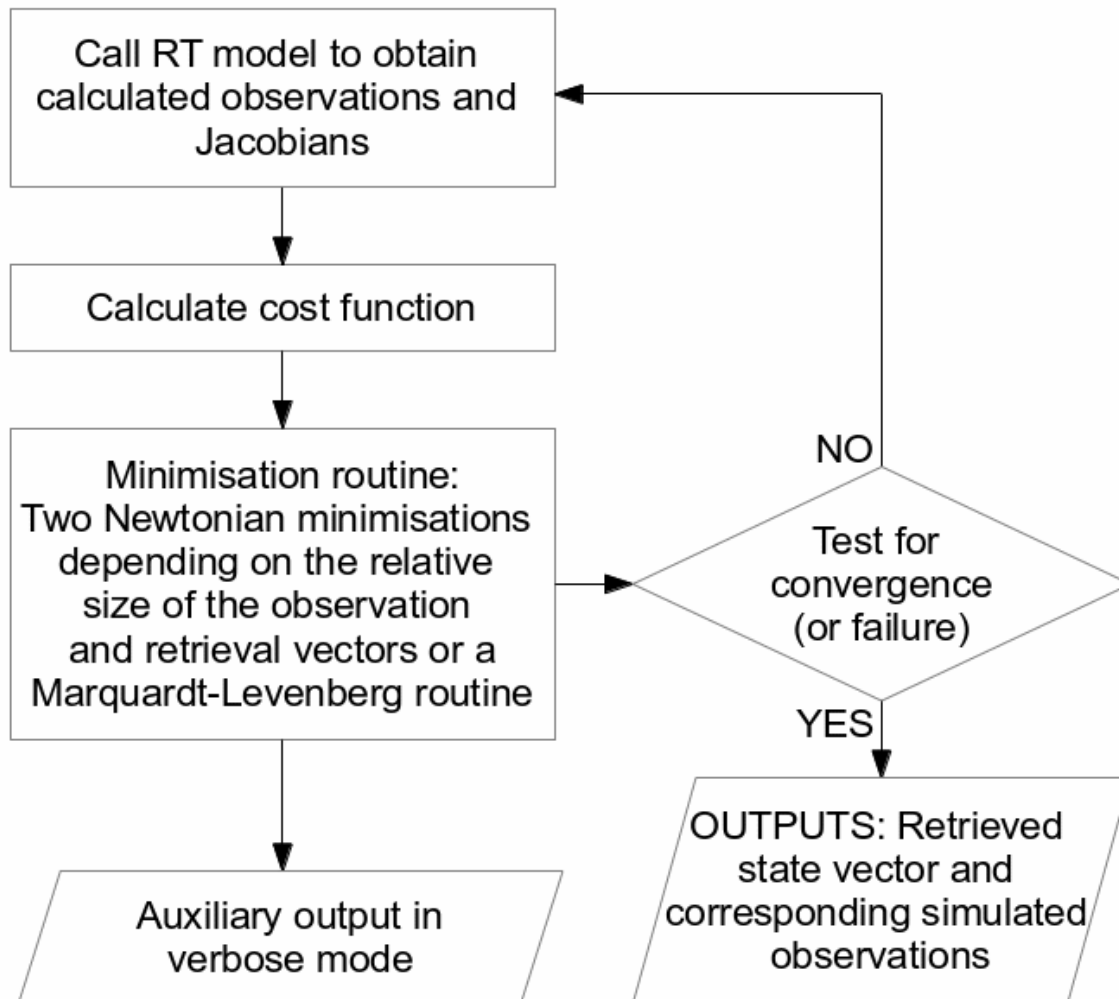 Call RT model to obtain
calculated observations and
Jacobians
Calculate cost function
Minimisation routine:
Two Newtonian minimisations
depending on the relative
size of the observation
and retrieval vectors or a
Marquardt-Levenberg routine
NO
Test for
convergence
(or failure)
YES
Auxiliary output in
verbose mode
OUTPUTS: Retrieved
state vector and
corresponding simulated
observations